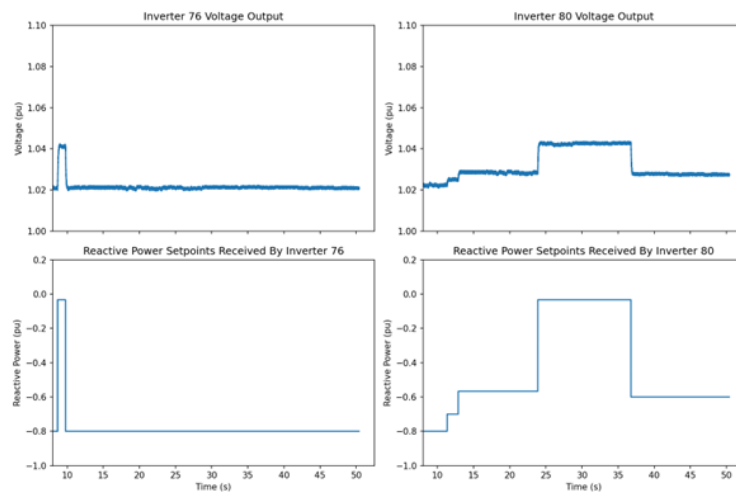 Inverter 76 Voltage Output
1.10
1.08
1.06
1.04
1.02
1.00
Voltage (pu)
Inverter 80 Voltage Output
1.10
1.08
1.06
1.04
1.02
1.00
Voltage (pu)
Reactive Power Setpoints Received By Inverter 76
0.2
0.0
−0.2
−0.4
−0.6
−0.8
−1.0
Reactive Power (pu)
10 15 20 25 30 35 40 45 50
Time (s)
Reactive Power Setpoints Received By Inverter 80
0.2
0.0
−0.2
−0.4
−0.6
−0.8
−1.0
Reactive Power (pu)
10 15 20 25 30 35 40 45 50
Time (s)